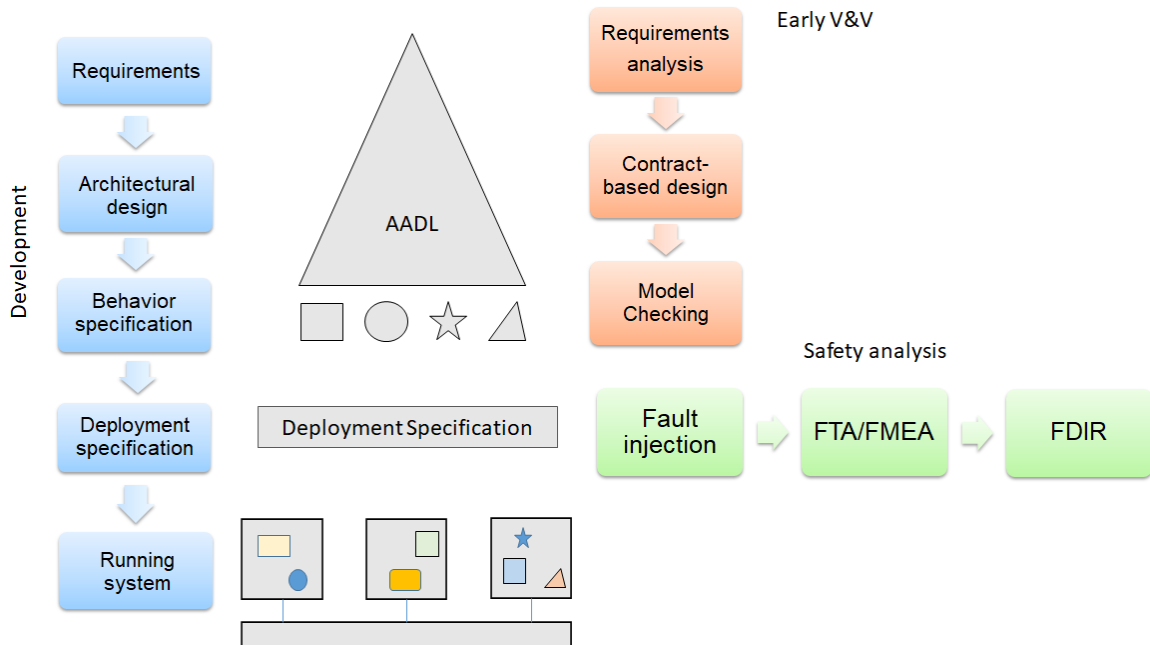 Development
Requirements
Architectural
design
Behavior
specification
Deployment
specification
Running
system
AADL
Deployment Specification
Early V&V
Requirements
analysis
Contract-
based design
Model
Checking
Safety analysis
Fault
injection
FTA/FMEA
FDIR